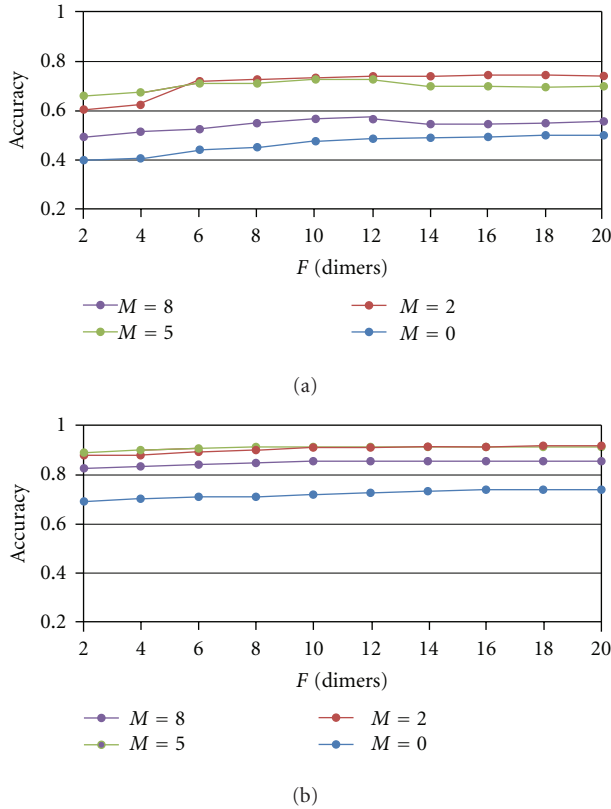 1
0.8
0.6
0.4
0.2
Accuracy
2 4 6 8 10 12 14 16 18 20
F (dimers)
M = 8 M = 2
M = 5 M = 0
(a)
1
0.8
0.6
0.4
0.2
Accuracy
2 4 6 8 10 12 14 16 18 20
F (dimers)
M = 8 M = 2
M = 5 M = 0
(b)